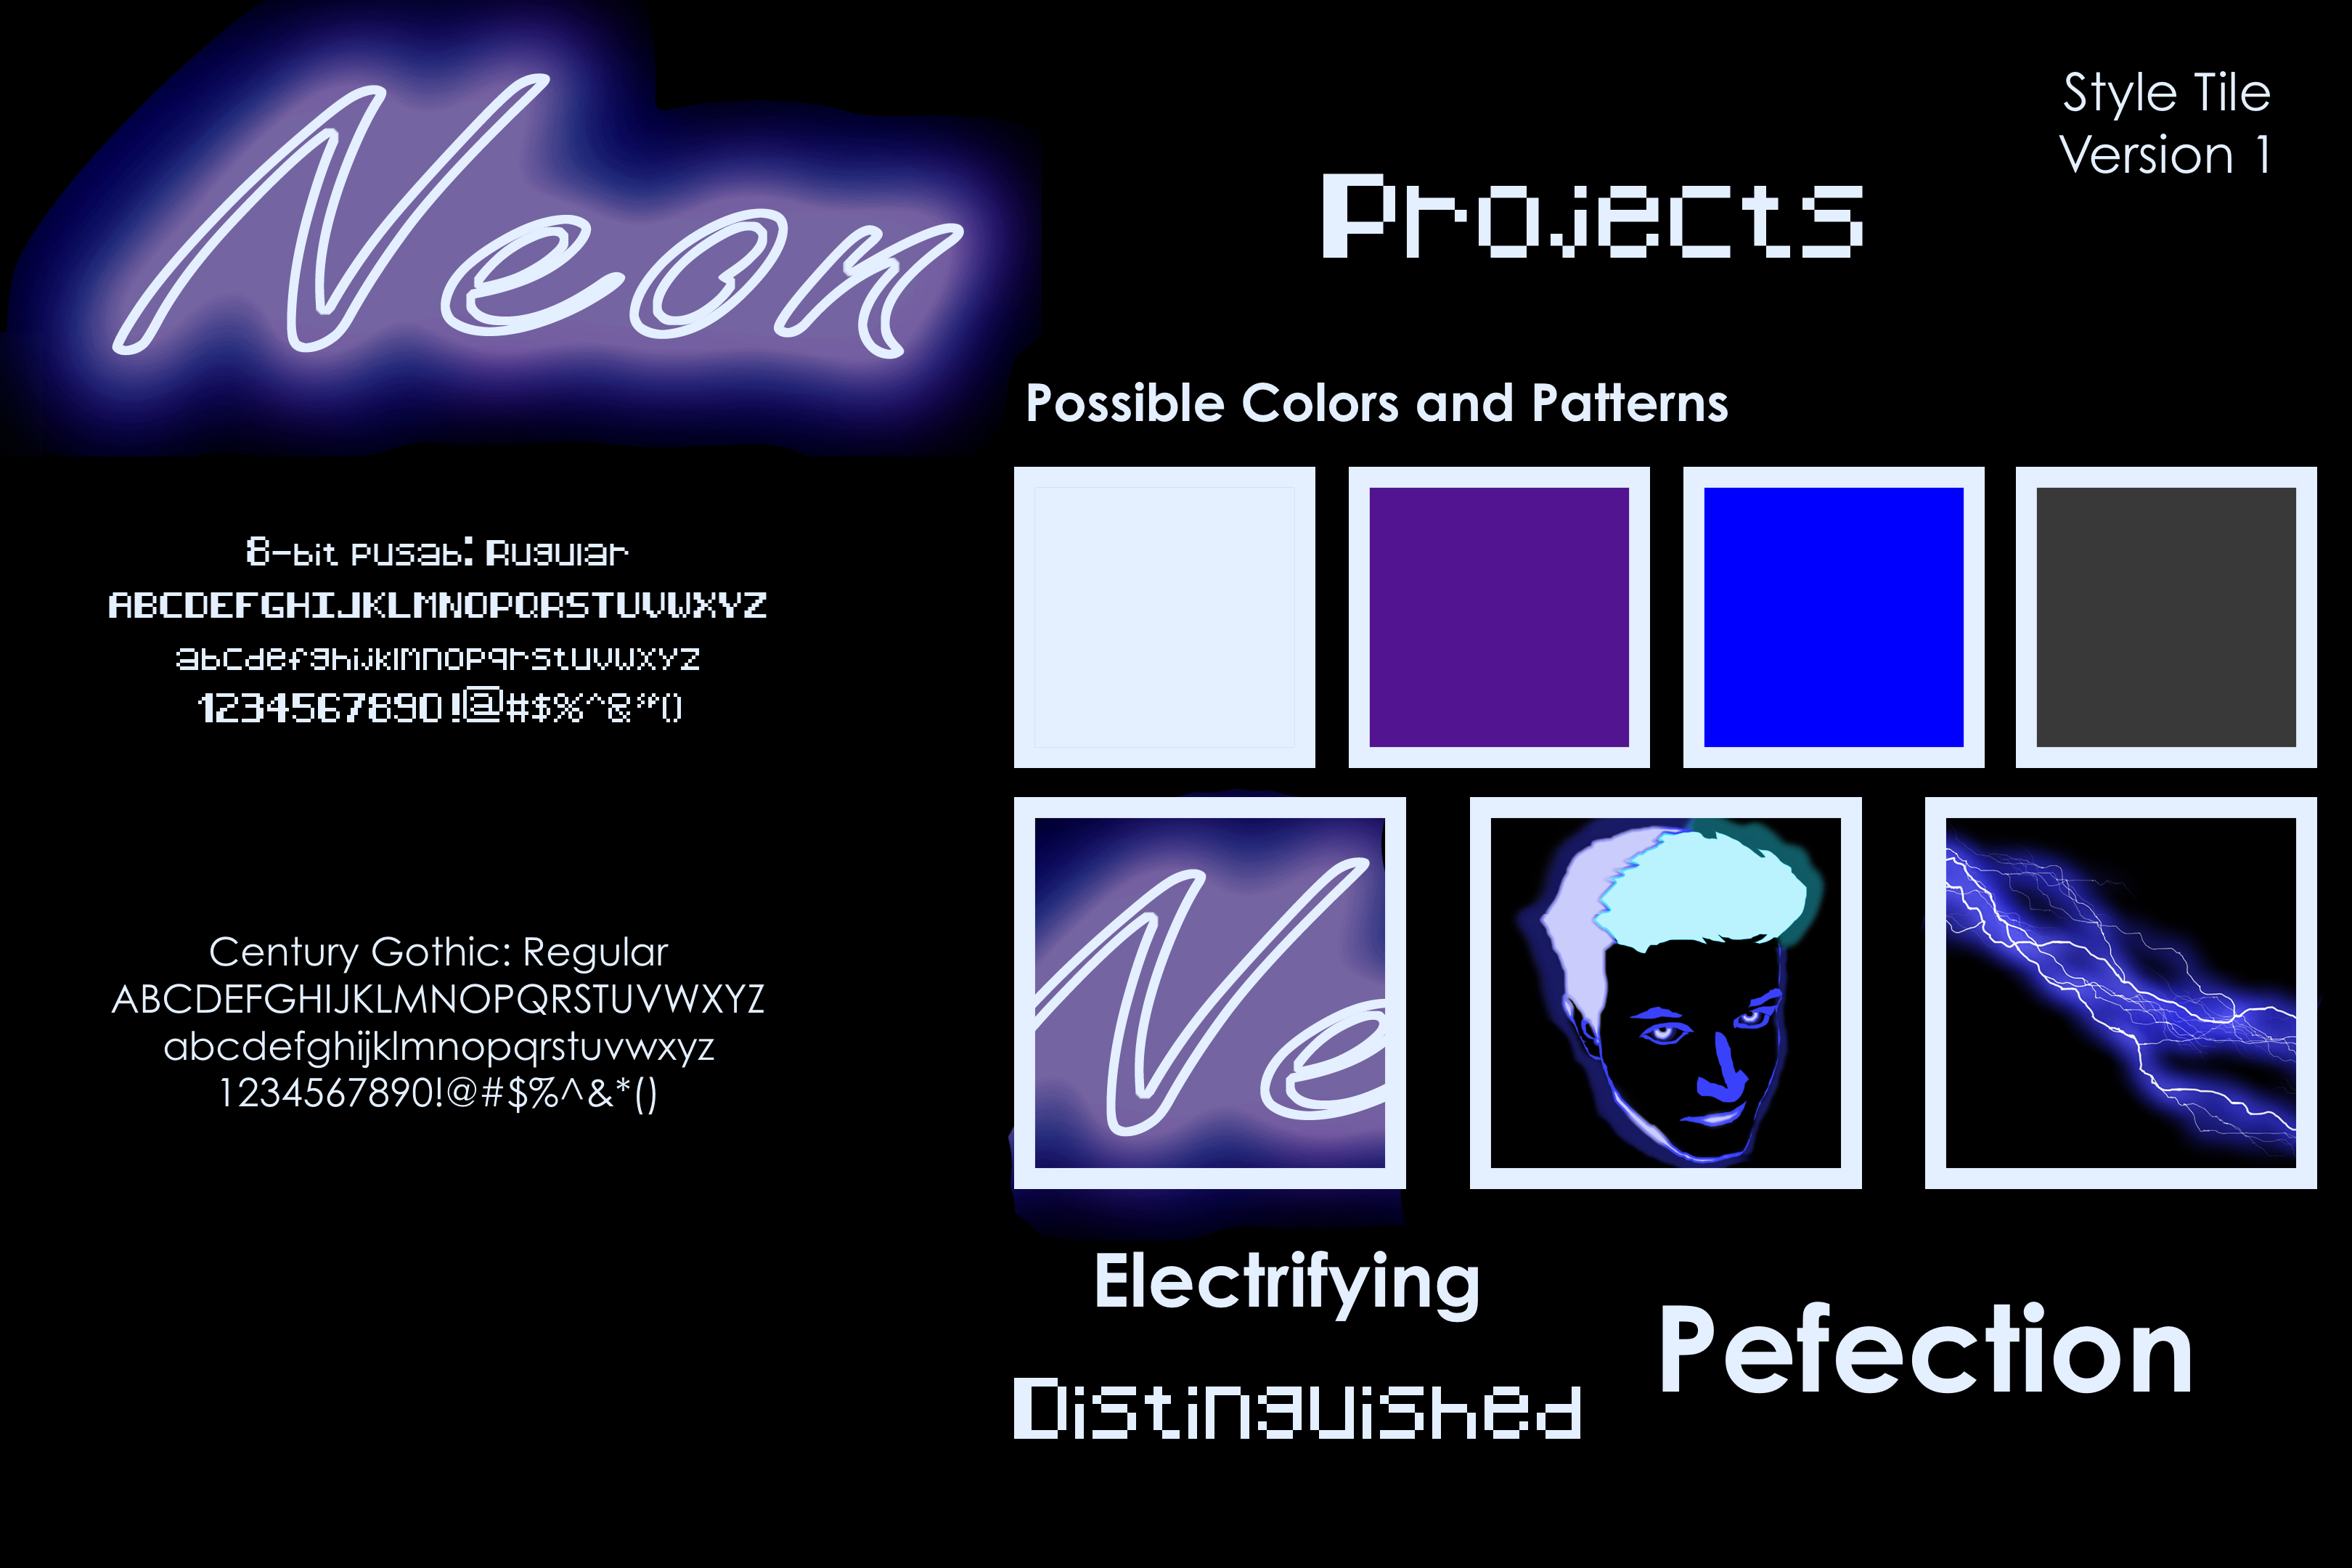 Neon
Projects
Style Tile
Version 1
Possible Colors and Patterns
8-bit pusab: Rugular
ABCDEFGHIJKLMNOPQRSTUVWXYZ
abcdefghijklmnopqrstuvwxyz
1234567890!@#$%^&*()
Century Gothic: Regular
ABCDEFGHIJKLMNOPQRSTUVWXYZ
abcdefghijklmnopqrstuvwxyz
1234567890!@#$%^&*()
Ne
Electrifying
Pefection
Distinguished